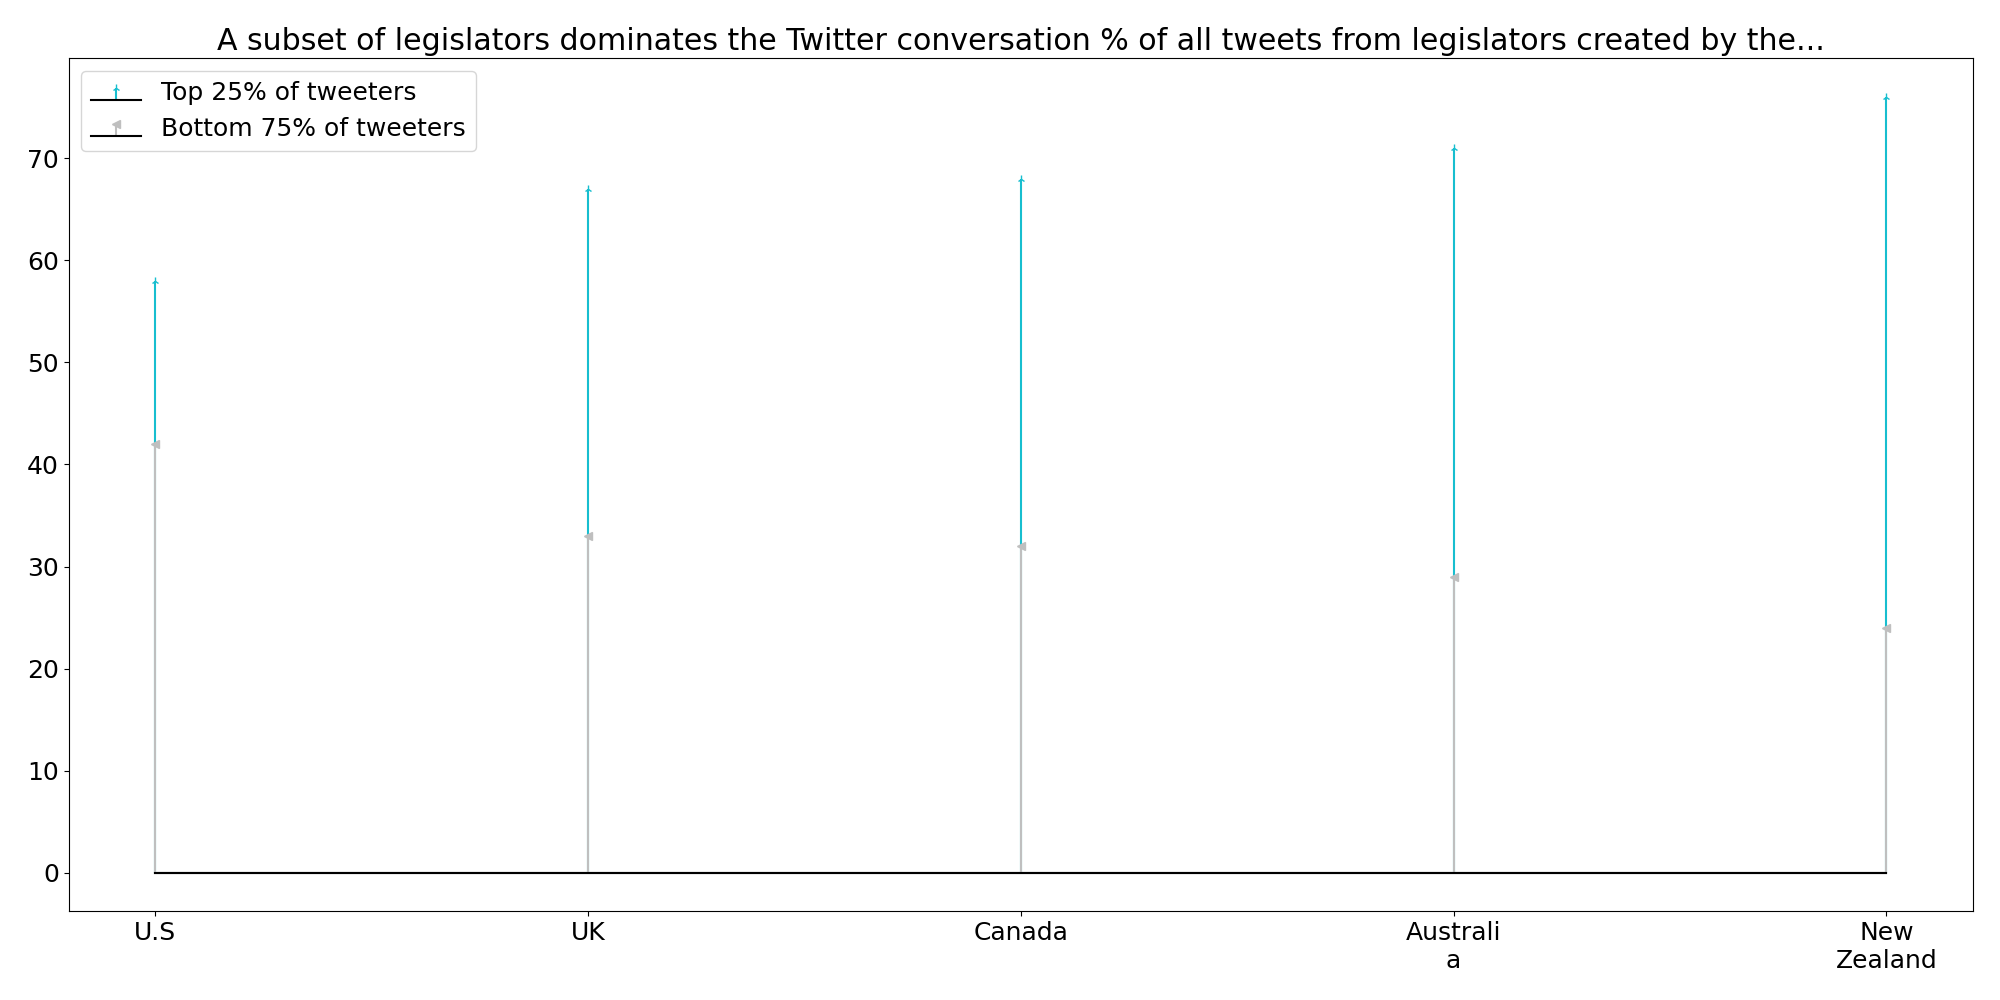 A subset of legislators dominates the Twitter conversation % of all tweets from legislators created by the...
Top 25% of tweeters
Bottom 75% of tweeters
70
60
50
40
30
20
10
0
U.S
UK
Canada
Australi
a
New
Zealand